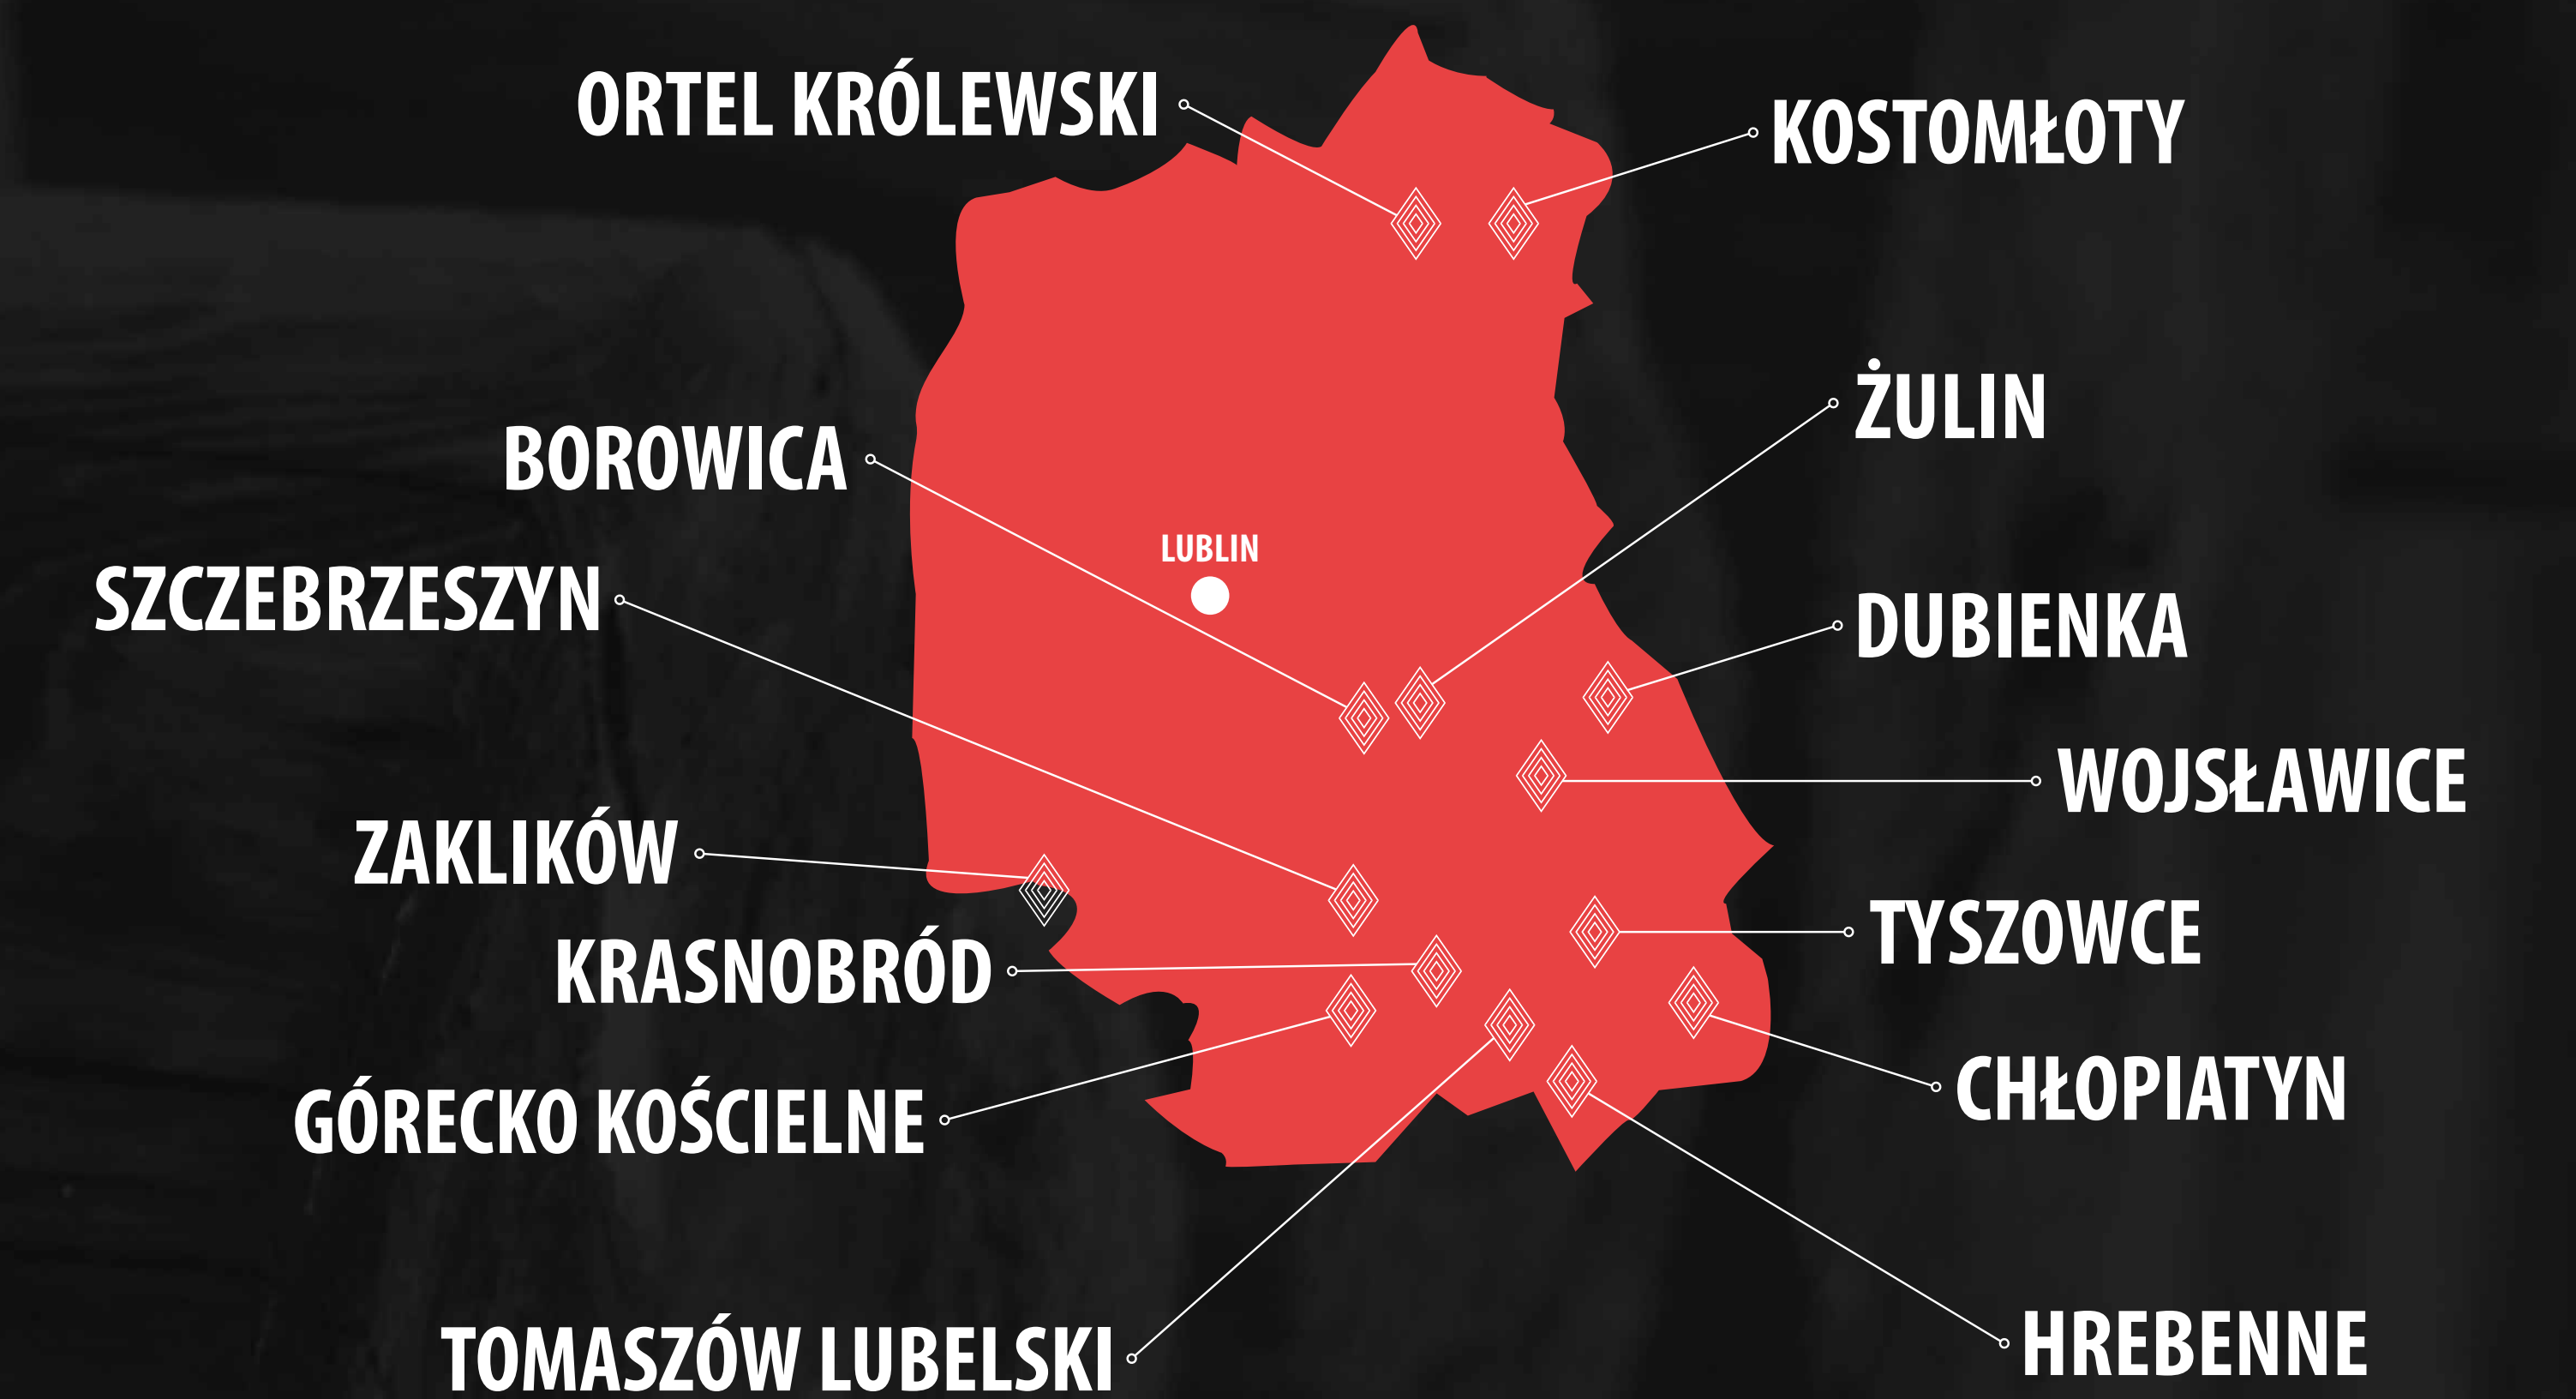 ORTEL KRÓLEWSKI
KOSTOMŁOTY
ŻULIN
BOROWICA
LUBLIN
SZCZEBRZESZYN
DUBIENKA
WOJSŁAWICE
ZAKLIKÓW
TYSZOWCE
KRASNOBRÓD
CHŁOPIATYN
GÓRECKO KOŚCIELNE
HREBENNE
TOMASZÓW LUBELSKI